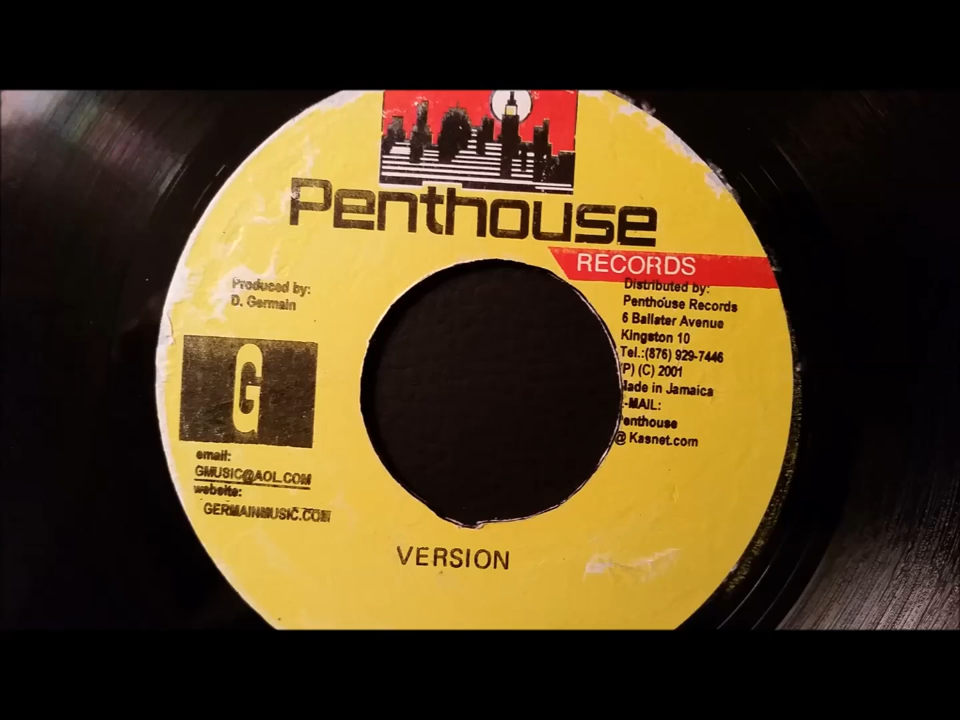 Penthouse
RECORDS
Produced by:
D. Germain
G
email:
GMUSIC@AOL.COM
website:
GERMAINMUSIC.COM
Distributed by:
Penthouse Records
6 Ballater Avenue
Kingston 10
Tel.:(876) 929-7446
P) (C) 2001
ade in Jamaica
-MAIL:
enthouse
@ Kasnet.com
VERSION